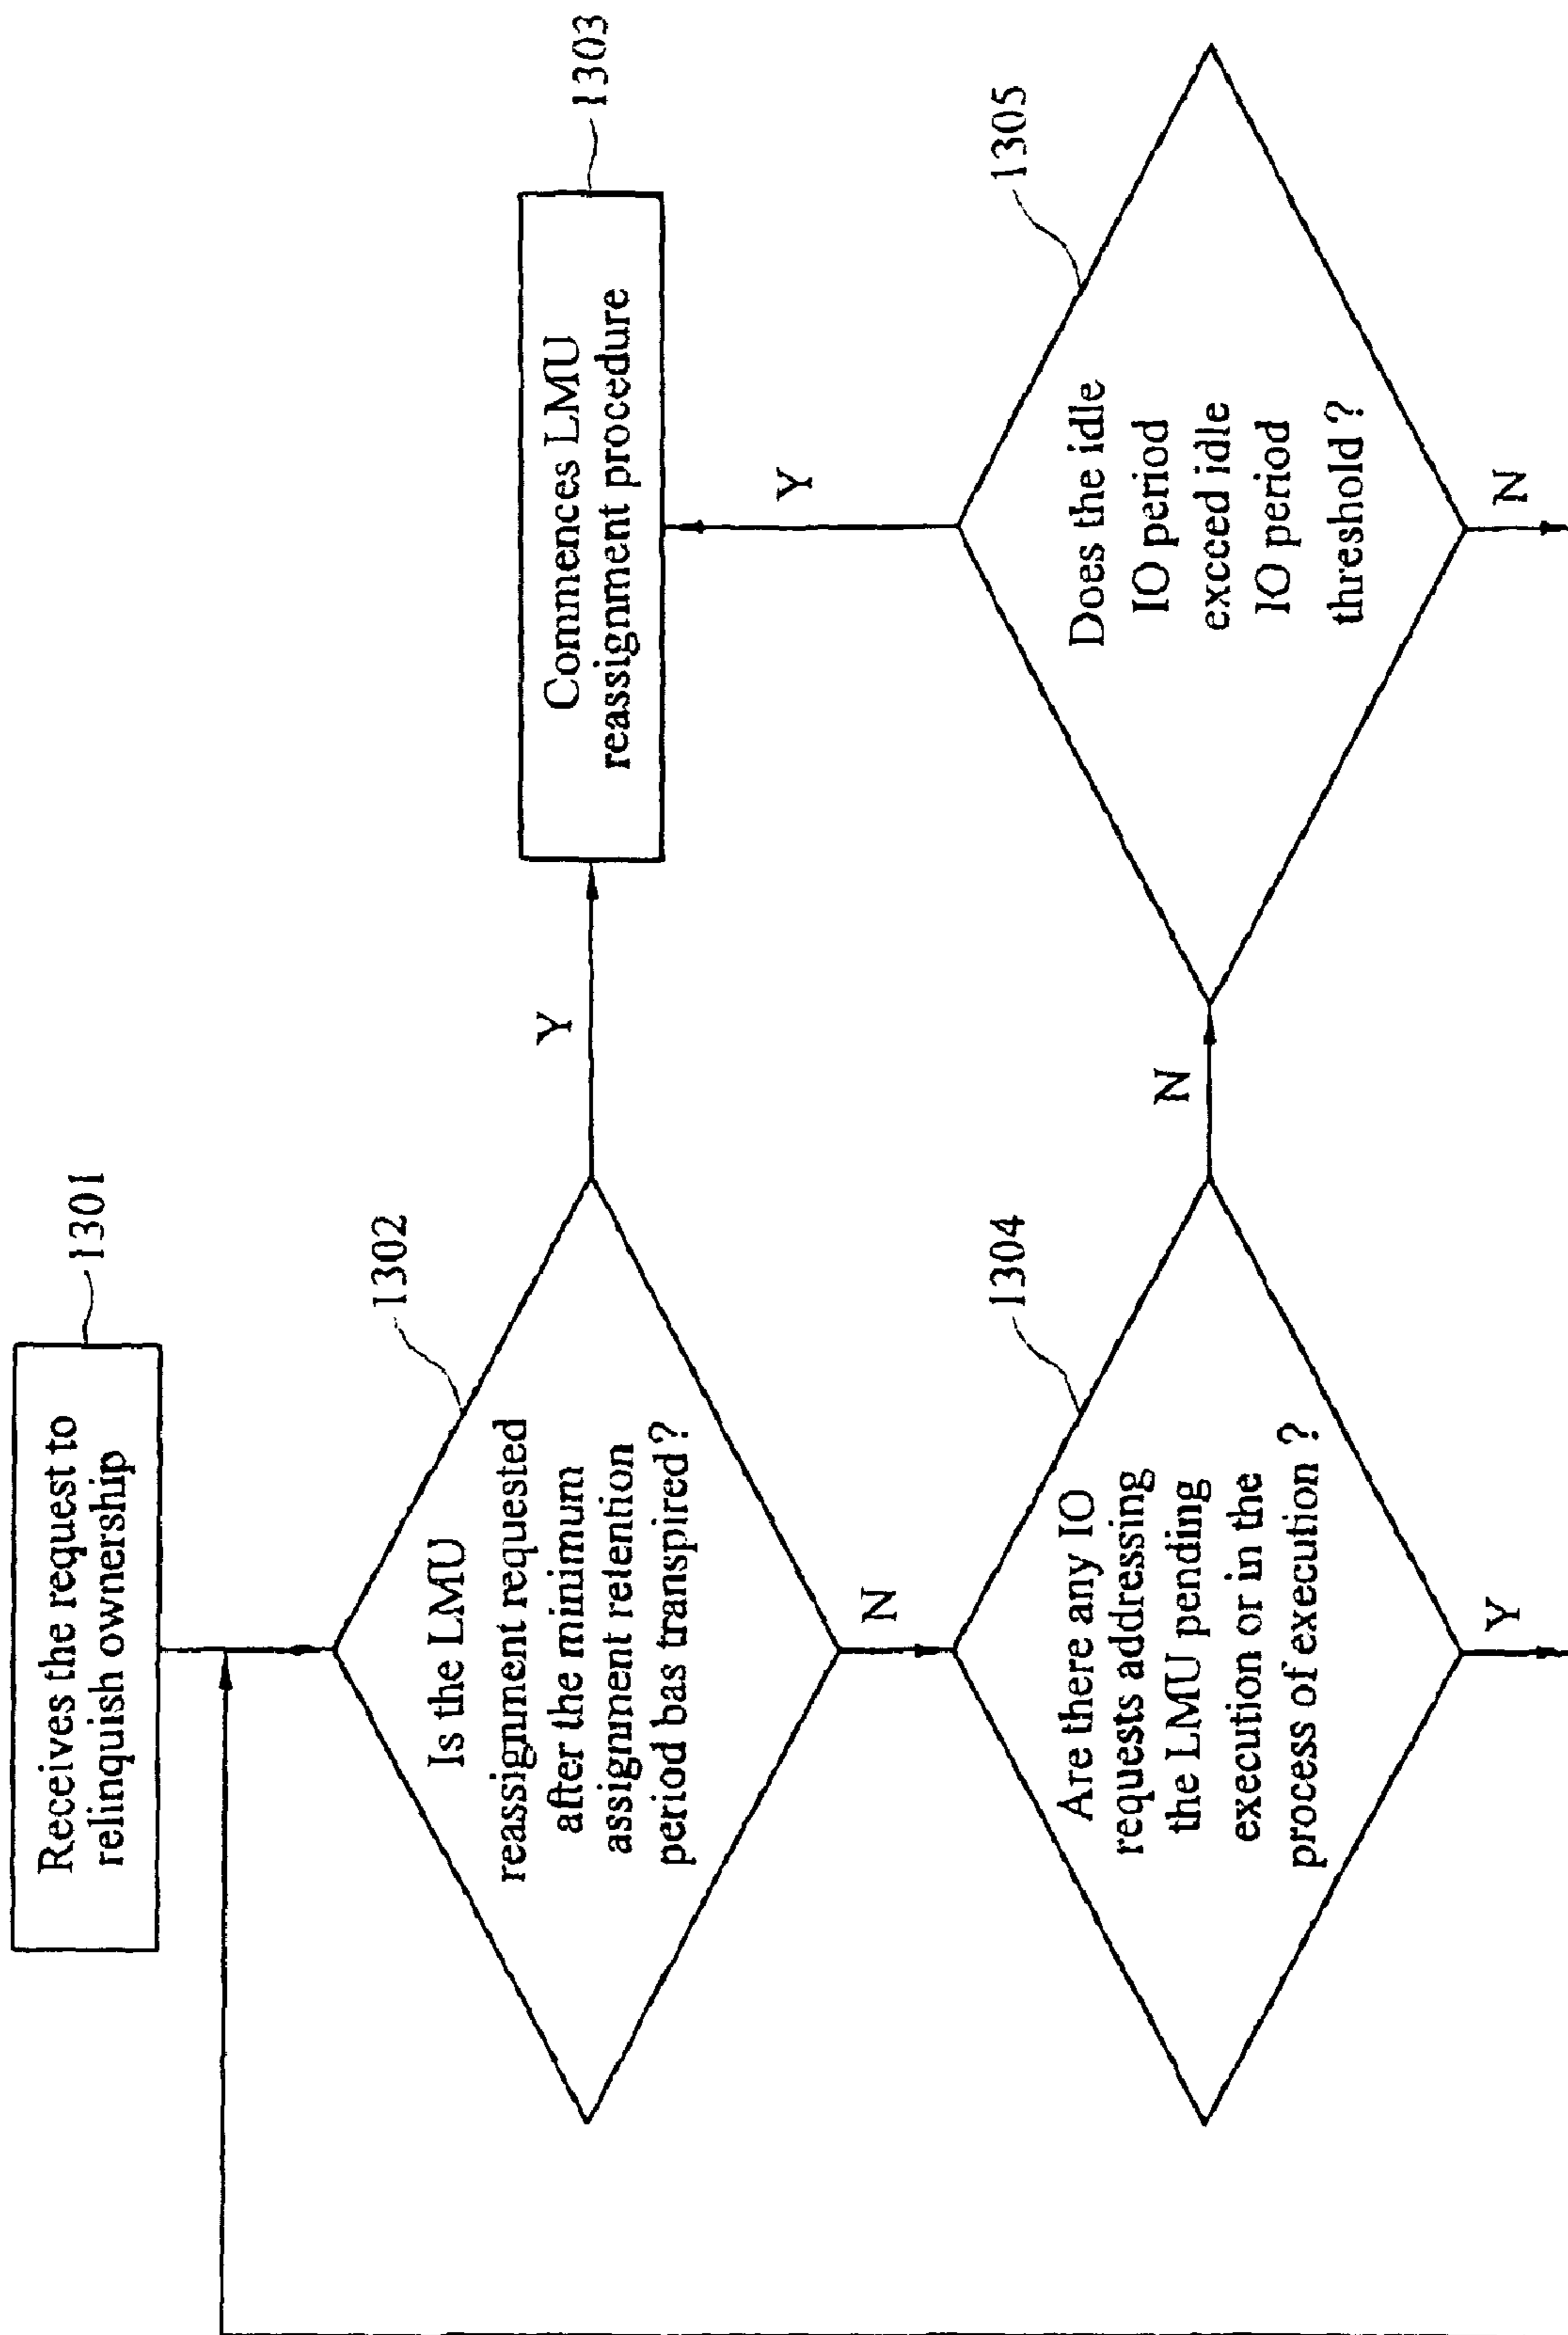 Receives the request to
relinquish ownership
1301
Is the LMU
reassignment requested
after the minimum
assignment retention
period bas transpired ?
1302
Y
Commences LMU
reassignment procedure
1303
N
Are there any IO
requests addressing
the LMU pending
execution or in the
process of execution ?
1304
N
Does the idle
IO period
exceed idle
IO period
threshold ?
1305
Y
Y
N